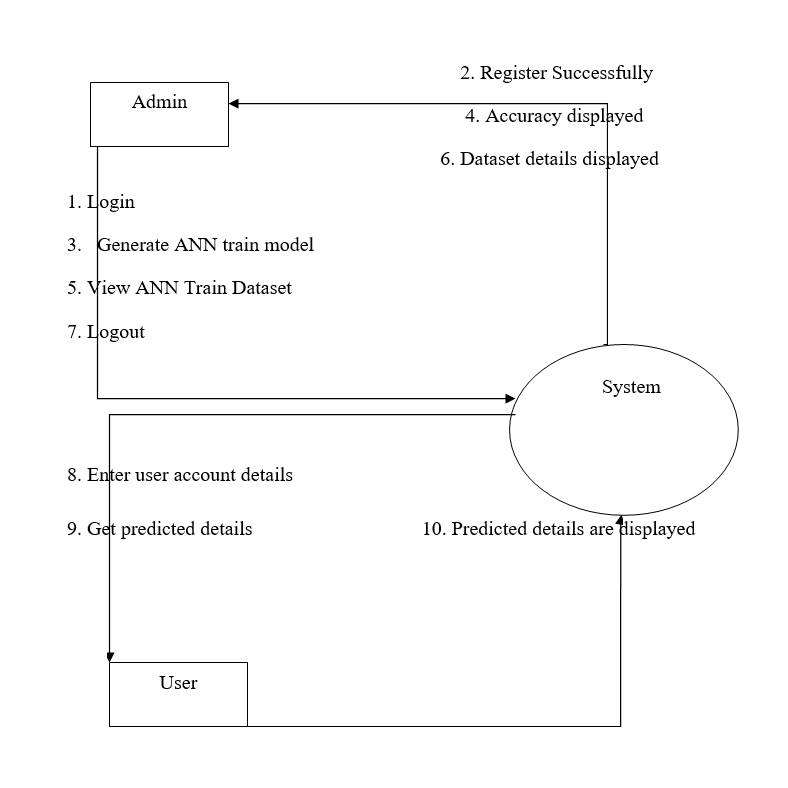 2. Register Successfully
Admin
4. Accuracy displayed
6. Dataset details displayed
1. Login
3. Generate ANN train model
5. View ANN Train Dataset
7. Logout
System
8. Enter user account details
9. Get predicted details
10. Predicted details are displayed
User